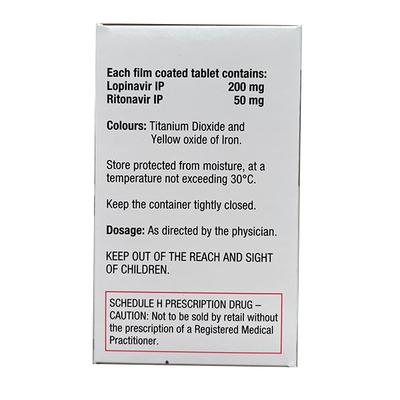 Each film coated tablet contains:
Lopinavir IP 200 mg
Ritonavir IP 50 mg
Colours: Titanium Dioxide and
Yellow oxide of Iron.
Store protected from moisture, at a
temperature not exceeding 30°C.
Keep the container tightly closed.
Dosage: As directed by the physician.
KEEP OUT OF THE REACH AND SIGHT
OF CHILDREN.
SCHEDULE H PRESCRIPTION DRUG –
CAUTION: Not to be sold by retail without
the prescription of a Registered Medical
Practitioner.